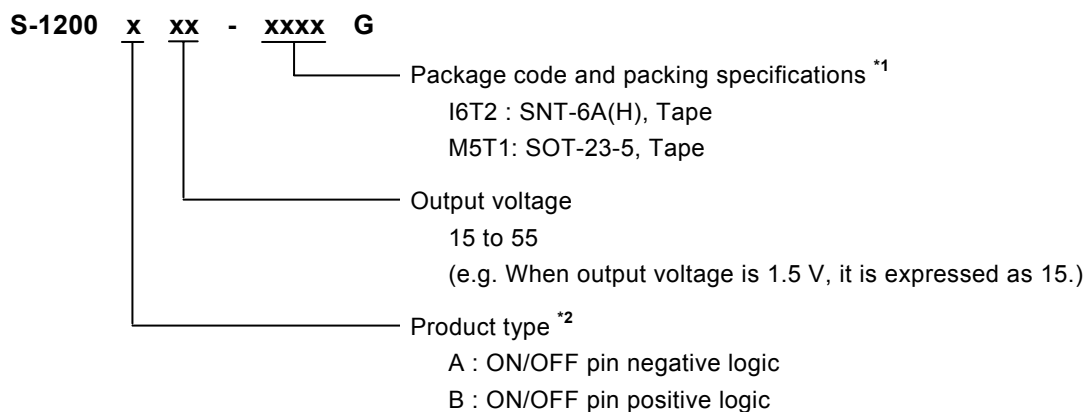 S-1200 x xx - xxxx G
Package code and packing specifications *1
I6T2 : SNT-6A(H), Tape
M5T1: SOT-23-5, Tape
Output voltage
15 to 55
(e.g. When output voltage is 1.5 V, it is expressed as 15.)
Product type *2
A : ON/OFF pin negative logic
B : ON/OFF pin positive logic